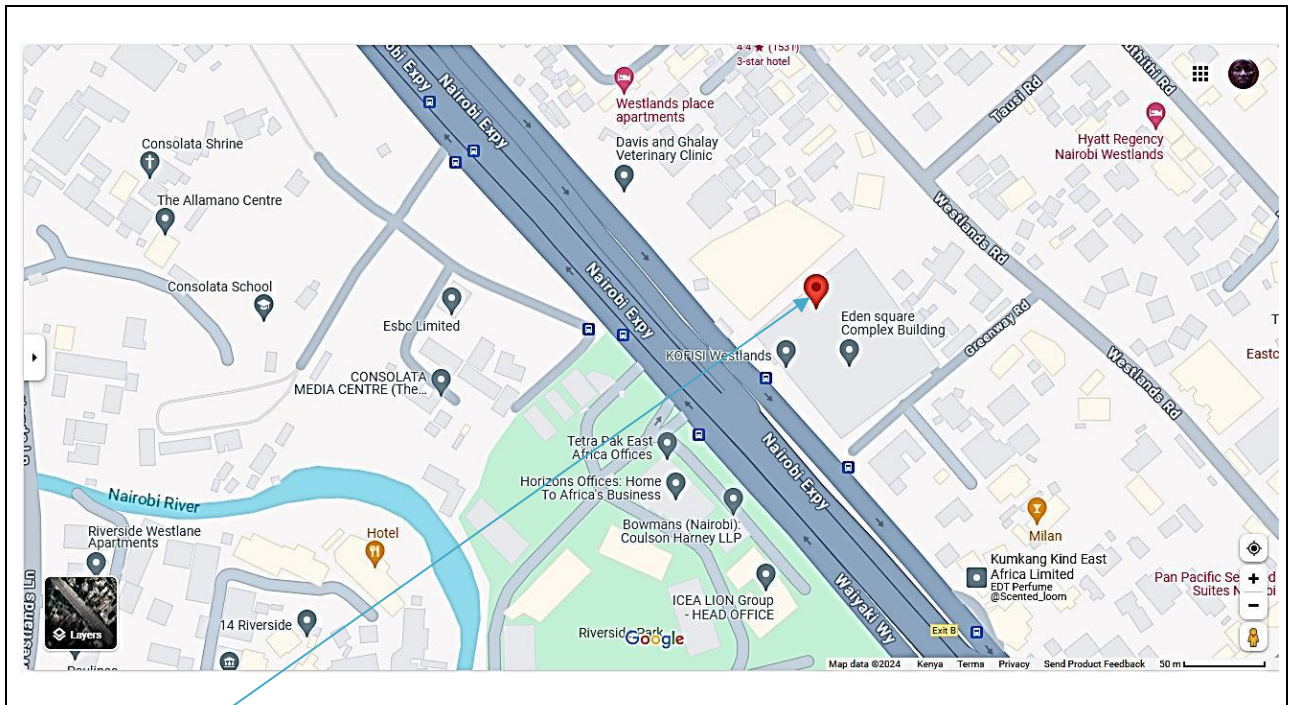 4.4 ★ (1531)
3-star hotel
Nairobi Expy
Westlands place
apartments
Tausi Rd
Hyatt Regency
Nairobi Westlands
Consolata Shrine
Davis and Ghalay
Veterinary Clinic
The Allamano Centre
Westlands Rd
Consolata School
Nairobi Expy
Esbc Limited
Eden square
Complex Building
Greenway Rd
KOFISI Westlands
CONSOLATA
MEDIA CENTRE (The...
Westlands Rd
Tetra Pak East
Africa Offices
Nairobi Expy
Horizons Offices: Home
To Africa's Business
Nairobi River
Bowmans (Nairobi):
Coulson Harney LLP
Riverside Westlane
Apartments
Hotel
Milan
Kumkang Kind East
Africa Limited
EDT Perfume
@Scented_loom
Pan Pacific
Suites
ICEA LION Group
- HEAD OFFICE
Waiyaki Wy
14 Riverside
Layers
Google
Exit B
Map data ©2024 Kenya Terms Privacy Send Product Feedback 50 m